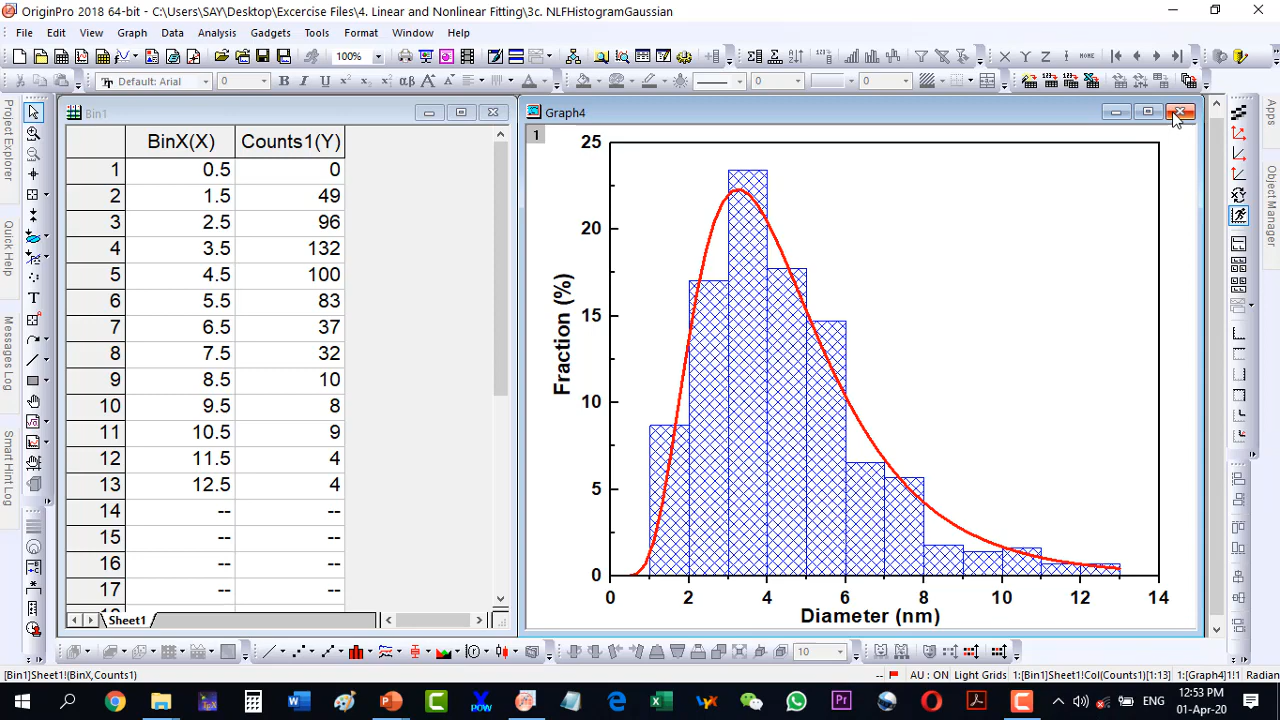 OriginPro 2018 64-bit - C:\Users\SAY\Desktop\Excercise Files\4. Linear and Nonlinear Fitting\3c. NLFHistogramGaussian
File Edit View Graph Data Analysis Gadgets Tools Format Window Help
100%
Default: Arial 0 B I U 0 0
Project Explorer
Quick Help
Messages Log
Smart Hint Log
Bin1
BinX(X) Counts1(Y)
1 0.5 0
2 1.5 49
3 2.5 96
4 3.5 132
5 4.5 100
6 5.5 83
7 6.5 37
8 7.5 32
9 8.5 10
10 9.5 8
11 10.5 9
12 11.5 4
13 12.5 4
14 -- --
15 -- --
16 -- --
17 -- --
Sheet1
Graph4
1
25
20
15
10
5
0
Fraction (%)
0 2 4 6 8 10 12 14
Diameter (nm)
Apps
Object Manager
10
[Bin1]Sheet1!(BinX,Counts1)
-- AU : ON Light Grids [Bin1]Sheet1!Col(Counts1)[1:13] 1:[Graph4]1!1 Radian
ENG
12:53 PM
01-Apr-20